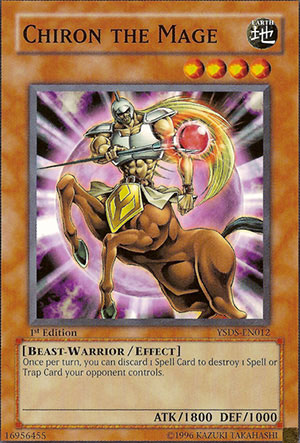 CHIRON THE MAGE
EARTH
地
1st Edition
YSDS-EN012
[BEAST-WARRIOR / EFFECT]
Once per turn, you can discard 1 Spell Card to destroy 1 Spell or
Trap Card your opponent controls.
ATK/1800 DEF/1000
16956455
©1996 KAZUKI TAKAHASHI